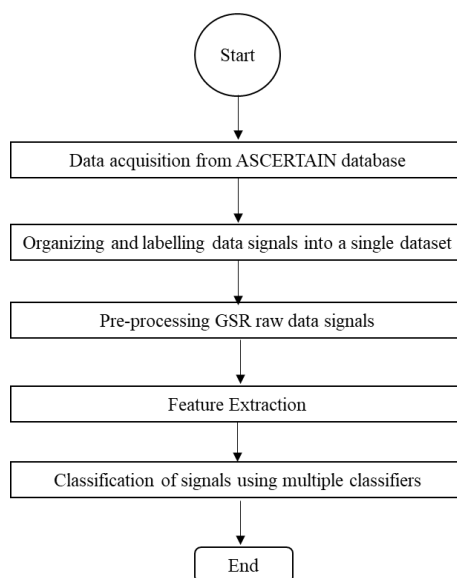 Start
Data acquisition from ASCERTAIN database
Organizing and labelling data signals into a single dataset
Pre-processing GSR raw data signals
Feature Extraction
Classification of signals using multiple classifiers
End